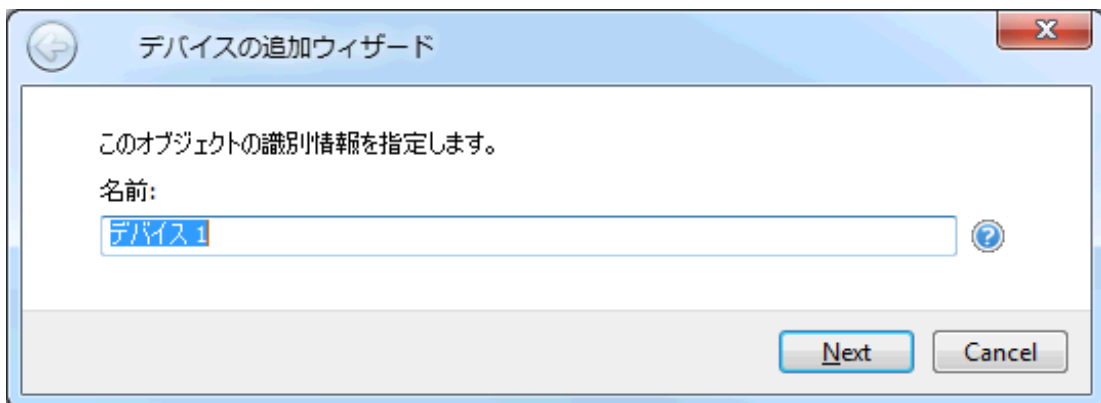 デバイスの追加ウィザード
このオブジェクトの識別情報を指定します。
名前:
デバイス 1
Next
Cancel